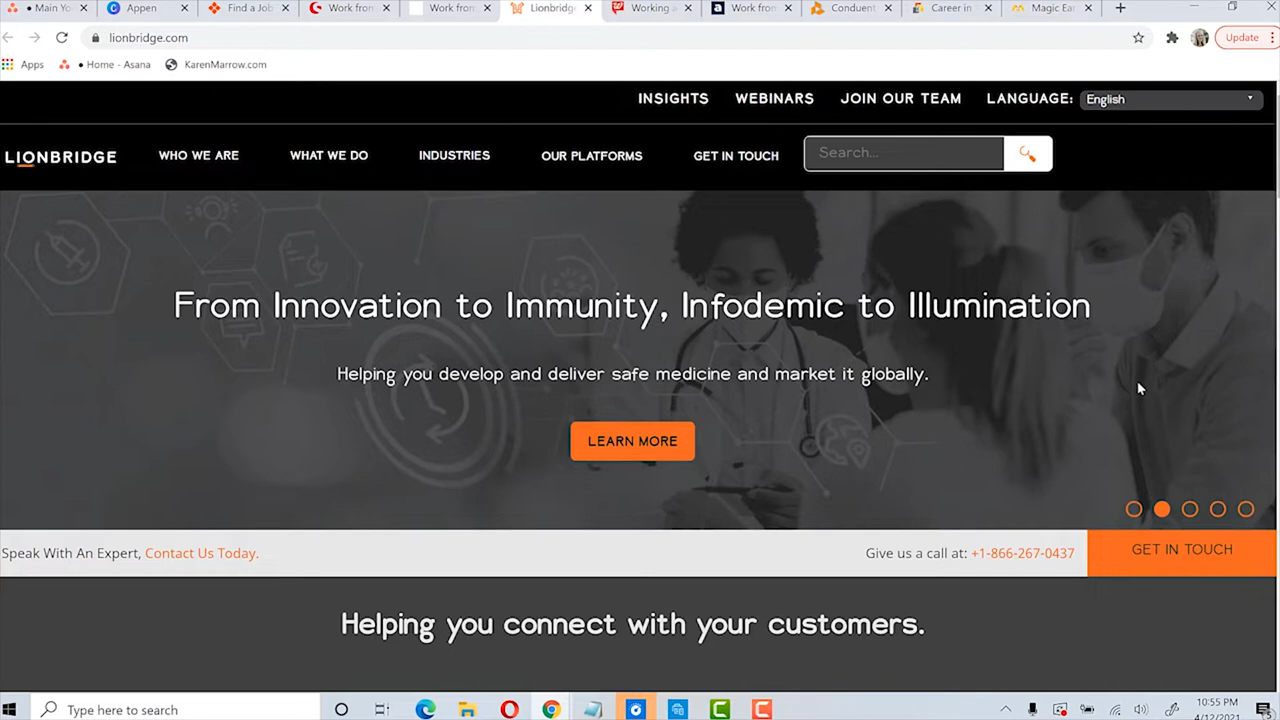 Main Yo
Appen
Find a Job
Work from
Work from
Lionbridge
Working a
Work from
Conduent
Career in
Magic Ear
lionbridge.com
Update
Apps
Home - Asana
KarenMarrow.com
INSIGHTS
WEBINARS
JOIN OUR TEAM
LANGUAGE:
English
LIONBRIDGE
WHO WE ARE
WHAT WE DO
INDUSTRIES
OUR PLATFORMS
GET IN TOUCH
Search...
From Innovation to Immunity, Infodemic to Illumination
Helping you develop and deliver safe medicine and market it globally.
LEARN MORE
Speak With An Expert, Contact Us Today.
Give us a call at: +1-866-267-0437
GET IN TOUCH
Helping you connect with your customers.
Type here to search
10:55 PM